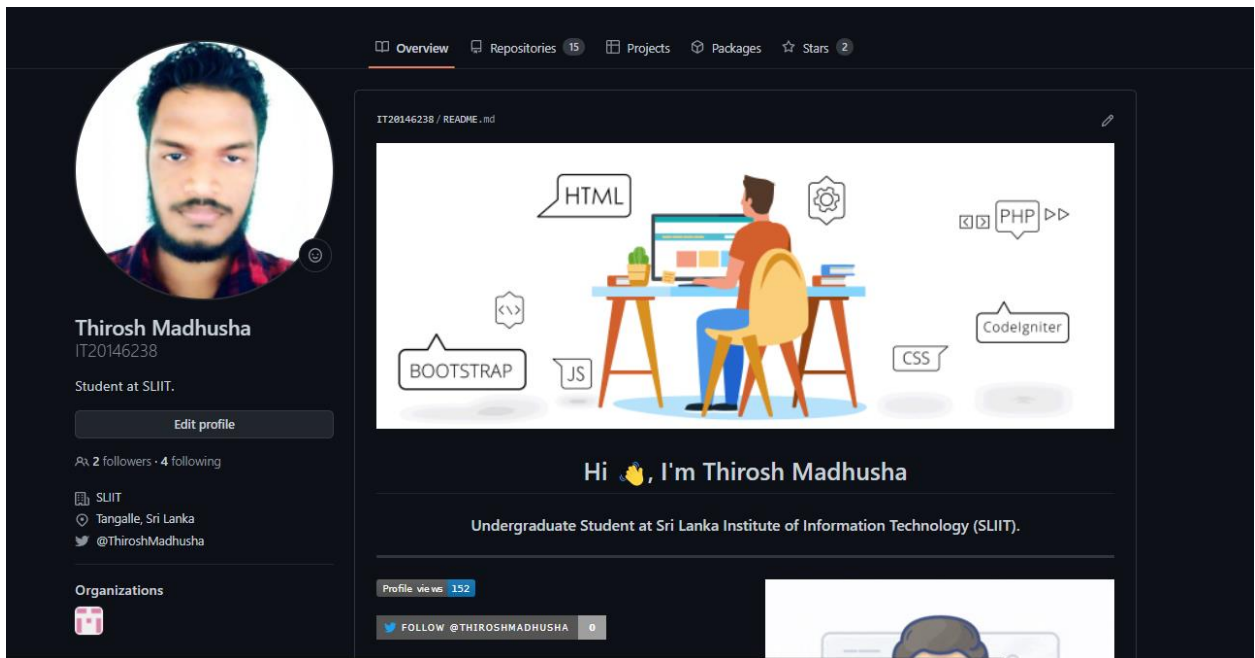 Overview Repositories 15 Projects Packages Stars 2
IT20146238 / README.md
HTML
PHP
CodeIgniter
BOOTSTRAP
JS
CSS
Thirosh Madhusha
IT20146238
Student at SLIIT.
Edit profile
2 followers · 4 following
SLIIT
Tangalle, Sri Lanka
@ThiroshMadhusha
Organizations
Hi 👋, I'm Thirosh Madhusha
Undergraduate Student at Sri Lanka Institute of Information Technology (SLIIT).
Profile views 152
FOLLOW @THIROSHMADHUSHA 0